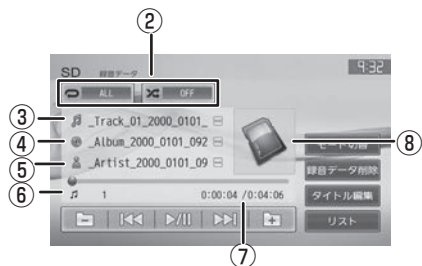 ②
SD 録音データ 9:32
ALL OFF
③ _Track_01_2000_0101_
④ _Album_2000_0101_092
⑤ _Artist_2000_0101_09
⑧
モード切替
録音データ削除
⑥ 1 0:00:04 /0:04:06
タイトル編集
リスト
⑦